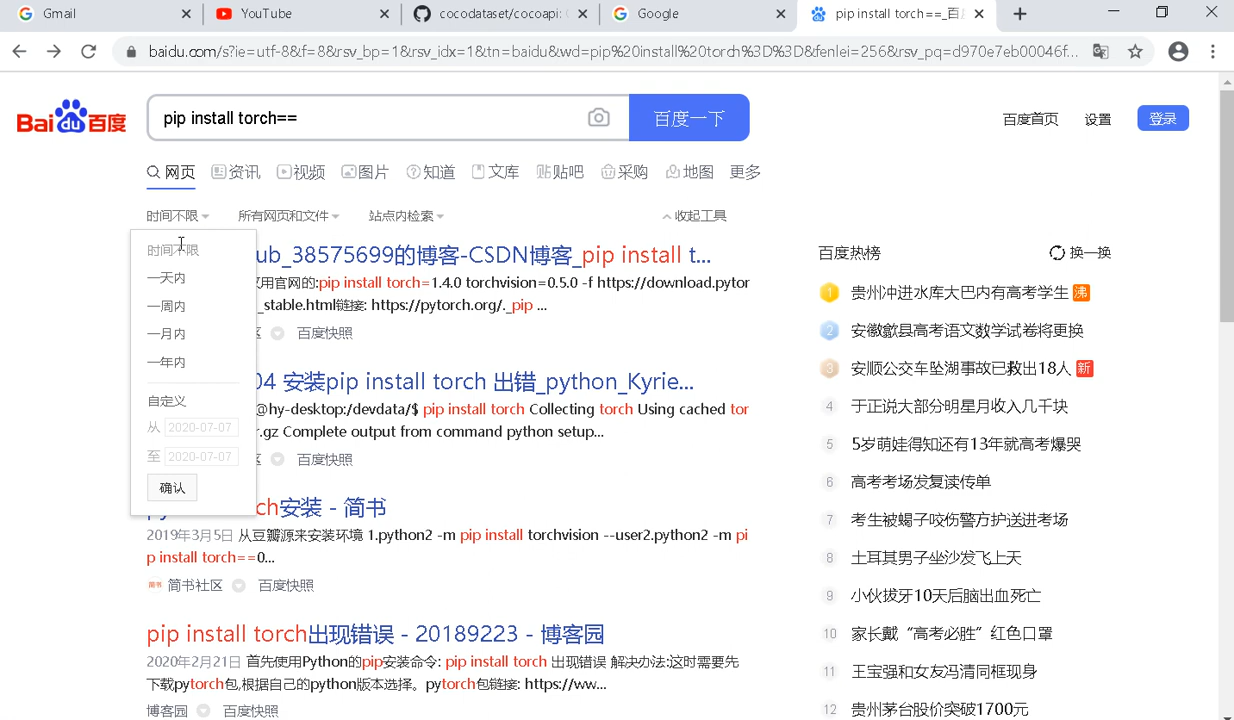 Gmail
YouTube
cocodataset/cocoapi:
Google
pip install torch==_百
baidu.com/s?ie=utf-8&f=8&rsv_bp=1&rsv_idx=1&tn=baidu&wd=pip%20install%20torch%3D%3D&fenlei=256&rsv_pq=d970e7eb00046f...
Bai du 百度
pip install torch==
百度一下
百度首页 设置 登录
网页 资讯 视频 图片 知道 文库 贴吧 采购 地图 更多
时间不限 所有网页和文件 站点内检索 收起工具
时间不限
一天内
一周内
一月内
一年内
自定义
从 2020-07-07
至 2020-07-07
确认
ub_38575699的博客-CSDN博客_pip install t...
用官网的:pip install torch=1.4.0 torchvision=0.5.0 -f https://download.pytor
_stable.html链接: https://pytorch.org/._pip ...
百度快照
04 安装pip install torch 出错_python_Kyrie...
@hy-desktop:/devdata/$ pip install torch Collecting torch Using cached tor
r.gz Complete output from command python setup...
百度快照
ch安装 - 简书
2019年3月5日 从豆瓣源来安装环境 1.python2 -m pip install torchvision --user2.python2 -m pi
p install torch==0...
简书 简书社区 百度快照
pip install torch出现错误 - 20189223 - 博客园
2020年2月21日 首先使用Python的pip安装命令: pip install torch 出现错误 解决办法:这时需要先
下载pytorch包,根据自己的python版本选择。pytorch包链接: https://ww...
博客园 百度快照
百度热榜 换一换
1 贵州冲进水库大巴内有高考学生 沸
2 安徽歙县高考语文数学试卷将更换
3 安顺公交车坠湖事故已救出18人 新
4 于正说大部分明星月收入几千块
5 5岁萌娃得知还有13年就高考爆哭
6 高考考场发复读传单
7 考生被蝎子咬伤警方护送进考场
8 土耳其男子坐沙发飞上天
9 小伙拔牙10天后脑出血死亡
10 家长戴“高考必胜”红色口罩
11 王宝强和女友冯清同框现身
12 贵州茅台股价突破1700元